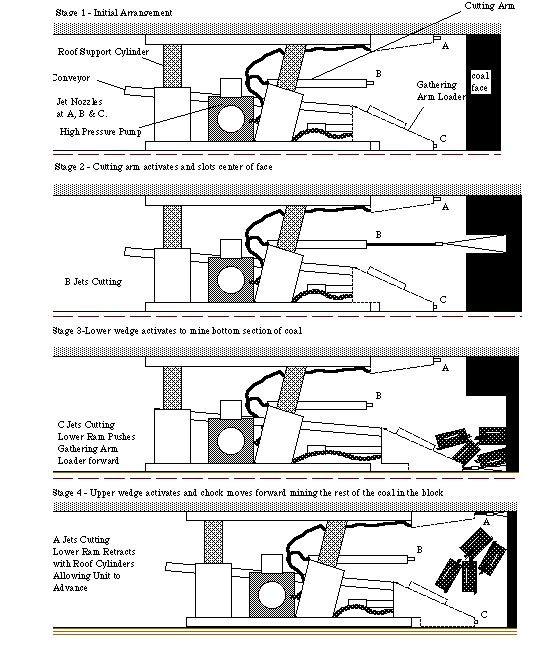 Stage 1 - Initial Arrangement
Cutting Arm
A
Roof Support Cylinder
B
Conveyor
coal
face
Gathering
Arm Loader
Jet Nozzles
at A, B & C.
High Pressure Pump
C
Stage 2 - Cutting arm activates and slots center of face
A
B
B Jets Cutting
C
Stage 3-Lower wedge activates to mine bottom section of coal
A
B
C Jets Cutting
Lower Ram Pushes
Gathering Arm
Loader forward
Stage 4 - Upper wedge activates and chock moves forward mining the rest of the coal in the block
A
A Jets Cutting
Lower Ram Retracts
with Roof Cylinders
Allowing Unit to
Advance
B
C